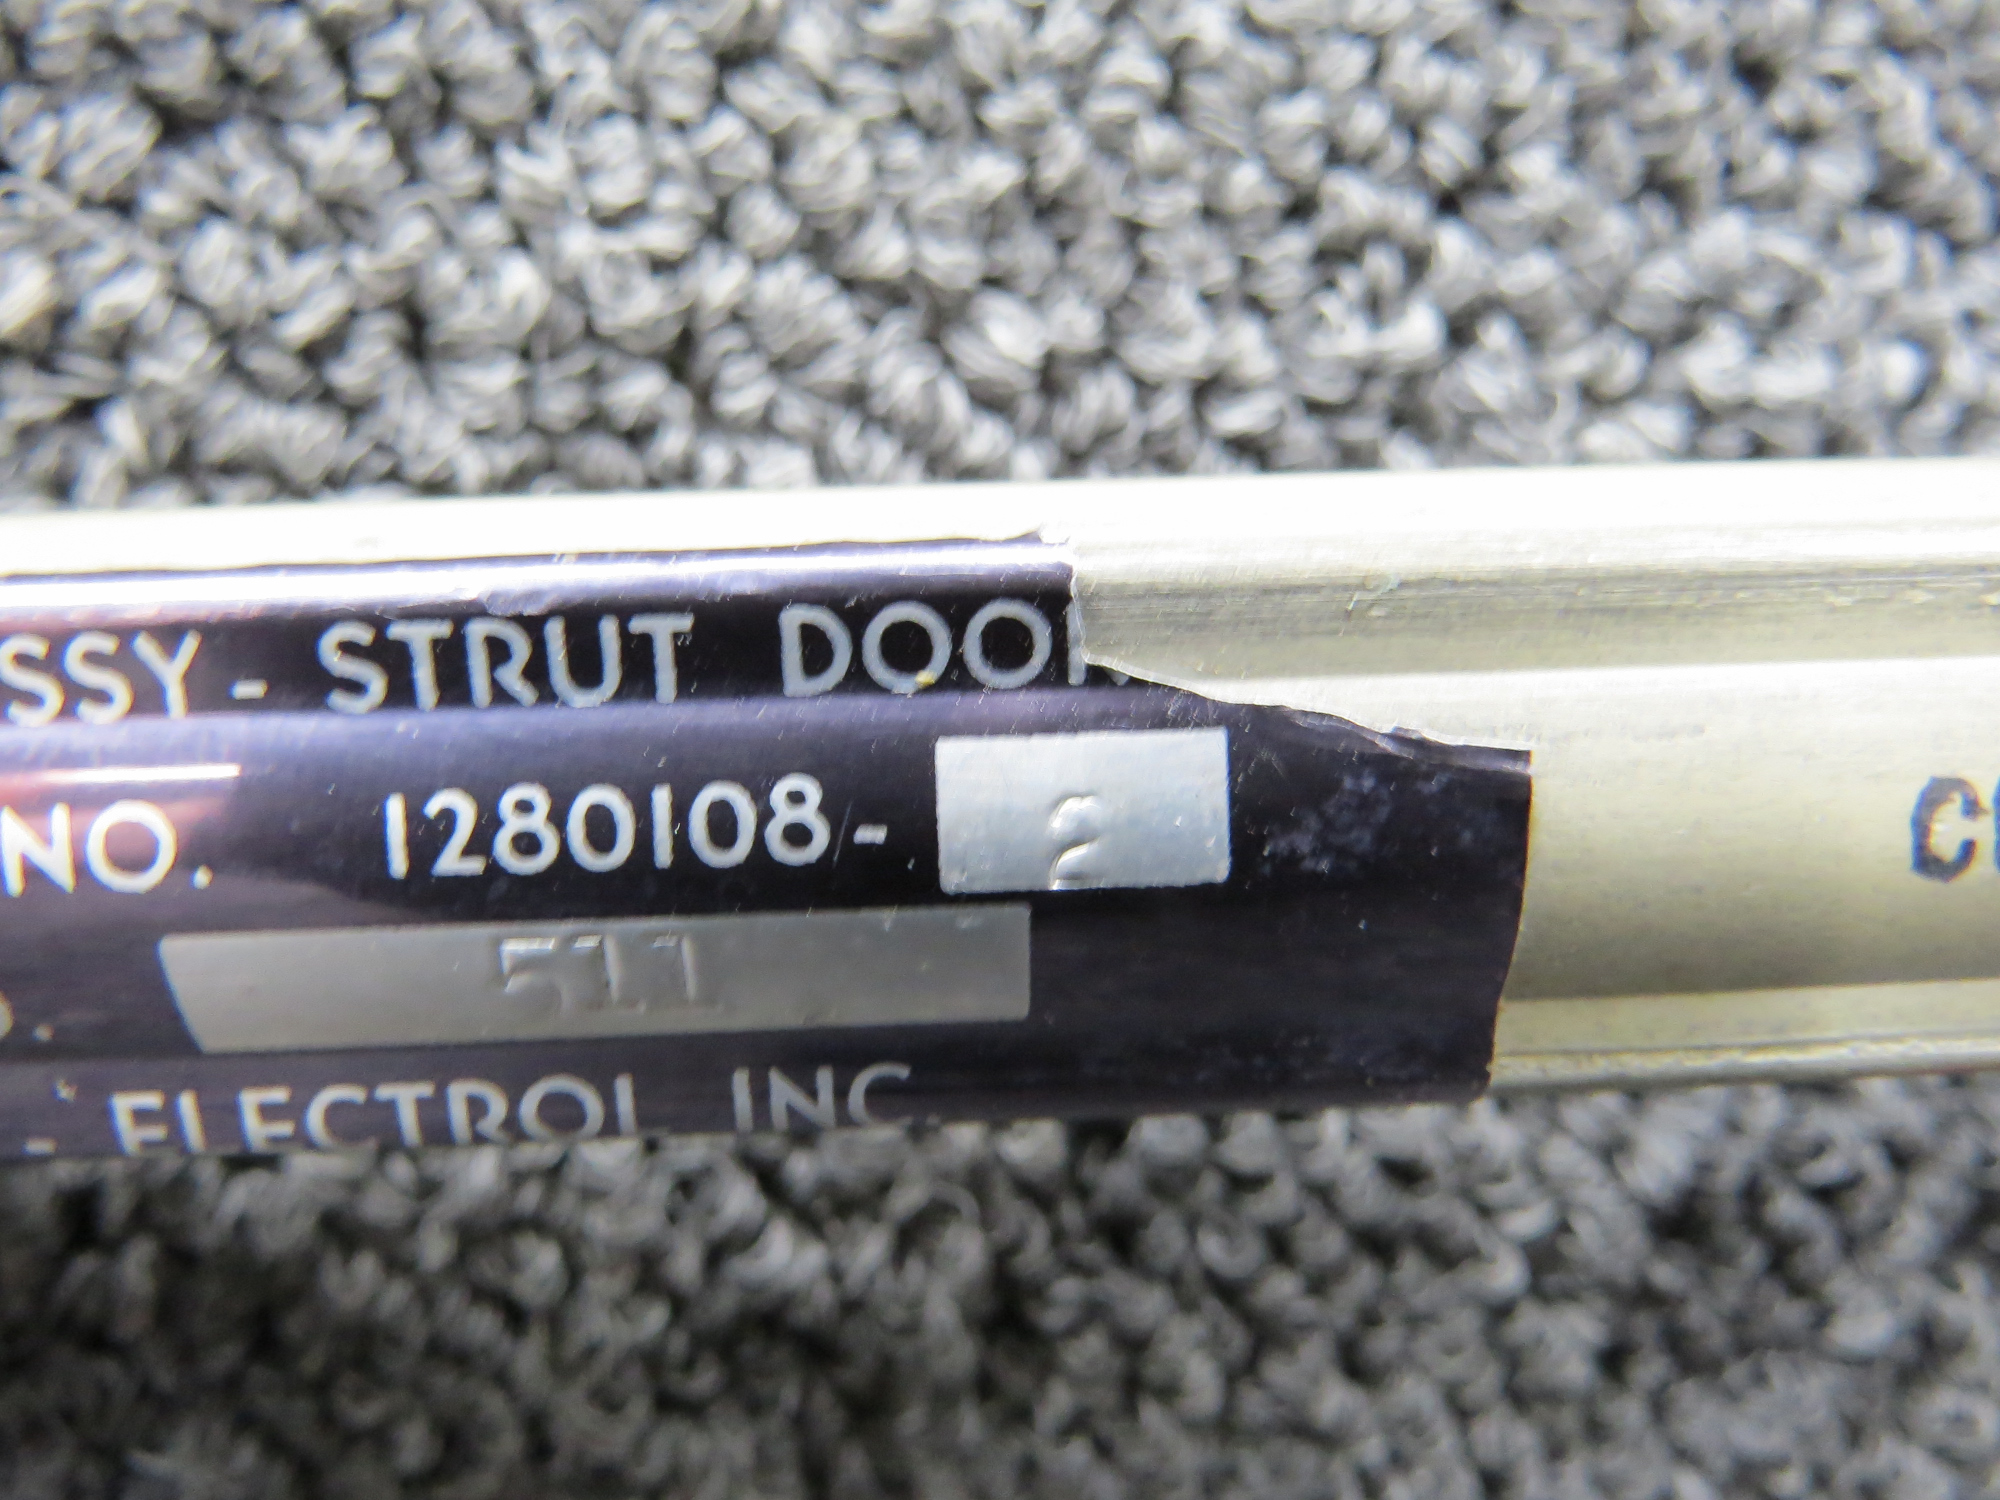 SSY - STRUT DOOR
NO. 1280108- 2
511
- ELECTROL INC.